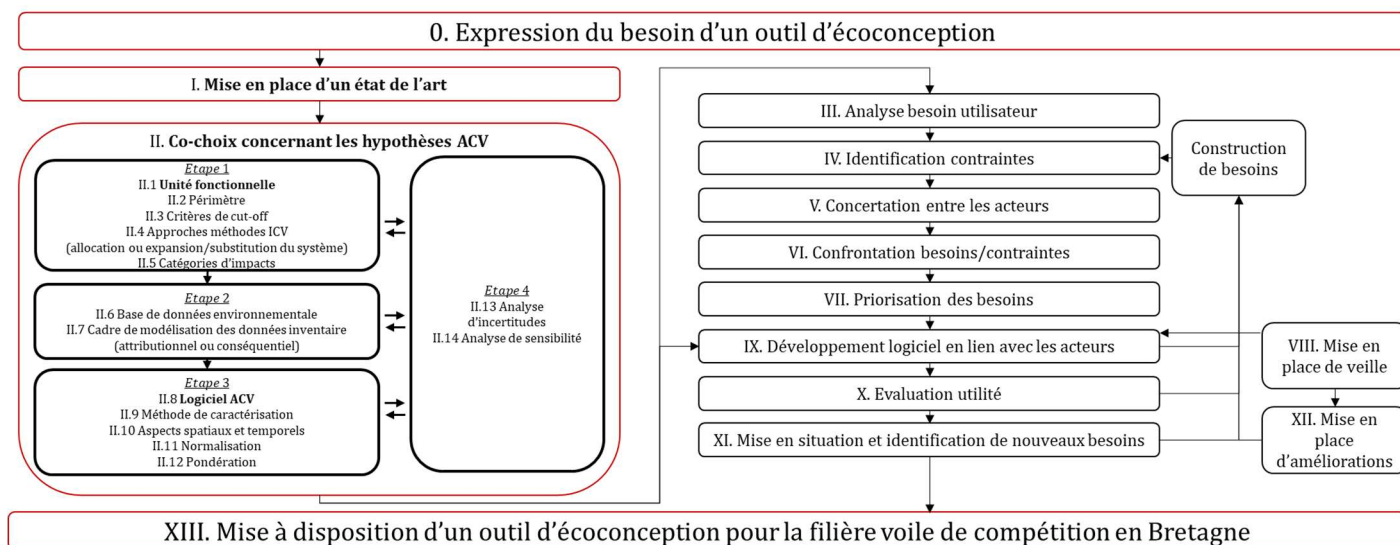 0. Expression du besoin d'un outil d'écoconception
I. Mise en place d'un état de l'art
II. Co-choix concernant les hypothèses ACV
Etape 1
II.1 Unité fonctionnelle
II.2 Périmètre
II.3 Critères de cut-off
II.4 Approches méthodes ICV
(allocation ou expansion/substitution du système)
II.5 Catégories d'impacts
Etape 2
II.6 Base de données environnementale
II.7 Cadre de modélisation des données inventaire
(attributionnel ou conséquentiel)
Etape 3
II.8 Logiciel ACV
II.9 Méthode de caractérisation
II.10 Aspects spatiaux et temporels
II.11 Normalisation
II.12 Pondération
Etape 4
II.13 Analyse
d'incertitudes
II.14 Analyse de sensibilité
III. Analyse besoin utilisateur
IV. Identification contraintes
V. Concertation entre les acteurs
VI. Confrontation besoins/contraintes
VII. Priorisation des besoins
IX. Développement logiciel en lien avec les acteurs
X. Evaluation utilité
XI. Mise en situation et identification de nouveaux besoins
Construction
de besoins
VIII. Mise en
place de veille
XII. Mise en
place
d'améliorations
XIII. Mise à disposition d'un outil d'écoconception pour la filière voile de compétition en Bretagne